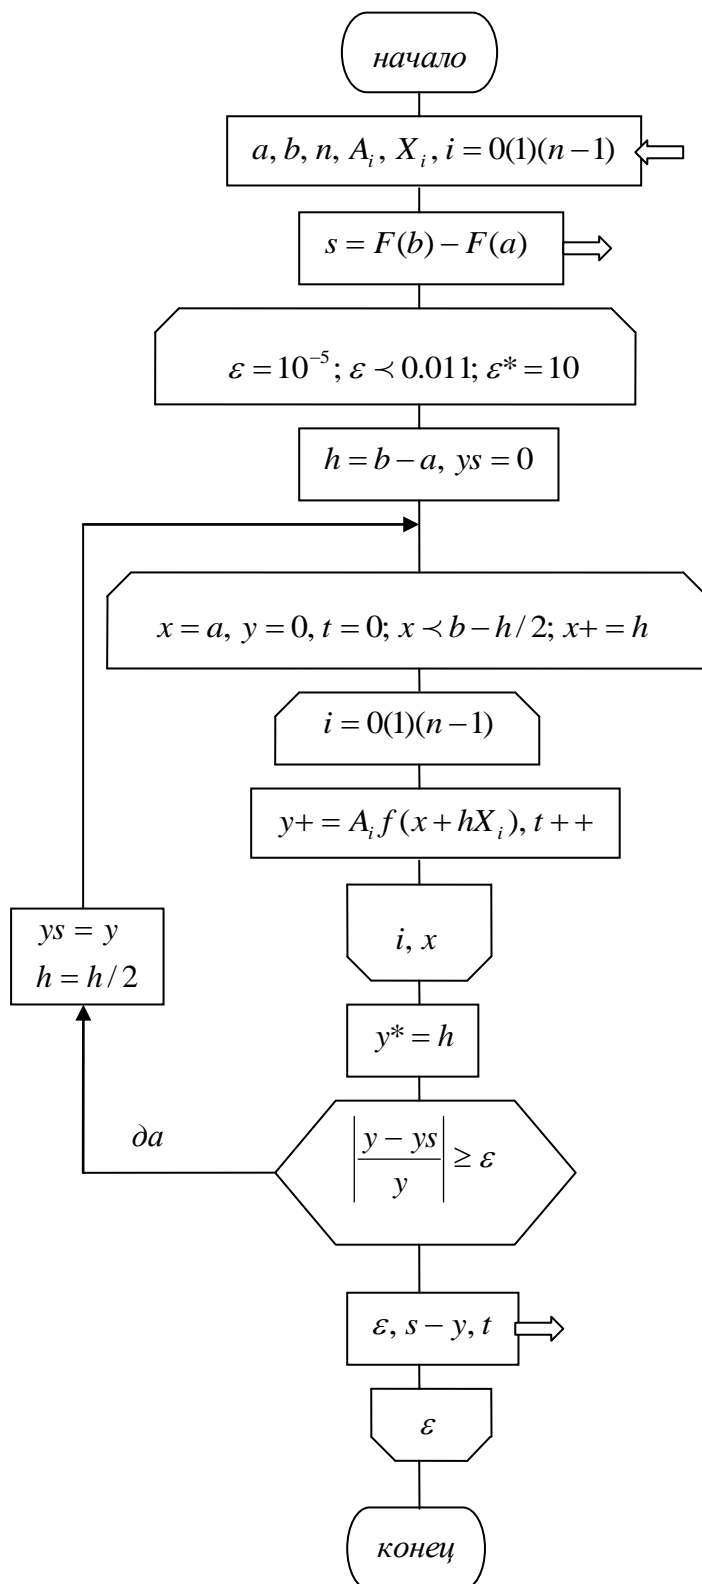 начало
a, b, n, A_i, X_i, i = 0(1)(n−1)
s = F(b) − F(a)
ε = 10^{−5}; ε ≺ 0.011; ε* = 10
h = b − a, ys = 0
x = a, y = 0, t = 0; x ≺ b − h/2; x+ = h
i = 0(1)(n−1)
y+ = A_i f(x + hX_i), t++
i, x
ys = y
h = h/2
y* = h
да
|(y − ys)/y| ≥ ε
ε, s − y, t
ε
конец